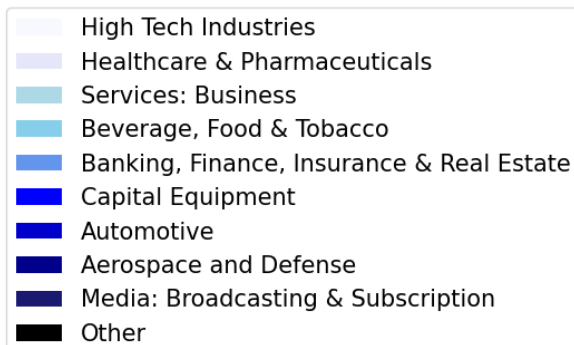 High Tech Industries
Healthcare & Pharmaceuticals
Services: Business
Beverage, Food & Tobacco
Banking, Finance, Insurance & Real Estate
Capital Equipment
Automotive
Aerospace and Defense
Media: Broadcasting & Subscription
Other